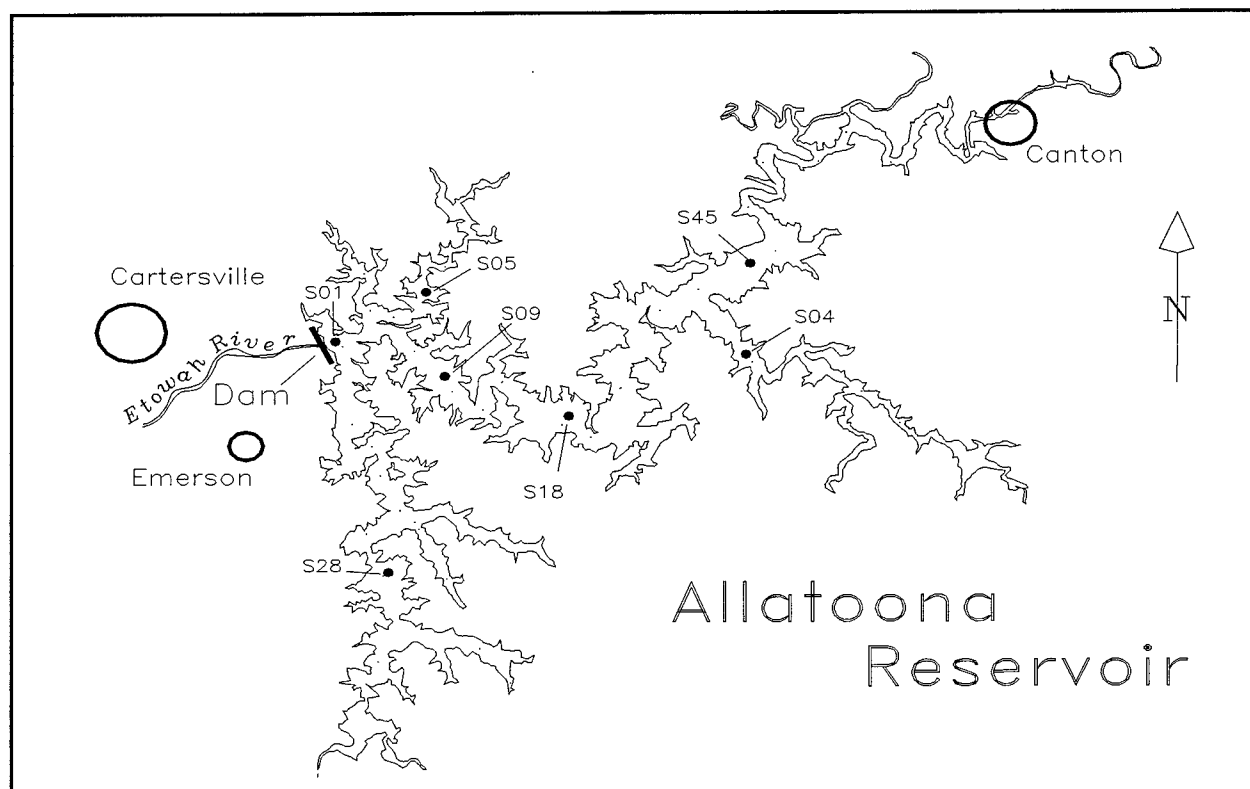 Canton
S45
S05
Cartersville
S01
N
S09
S04
Etowah River
Dam
Emerson
S18
S28
Allatoona
Reservoir